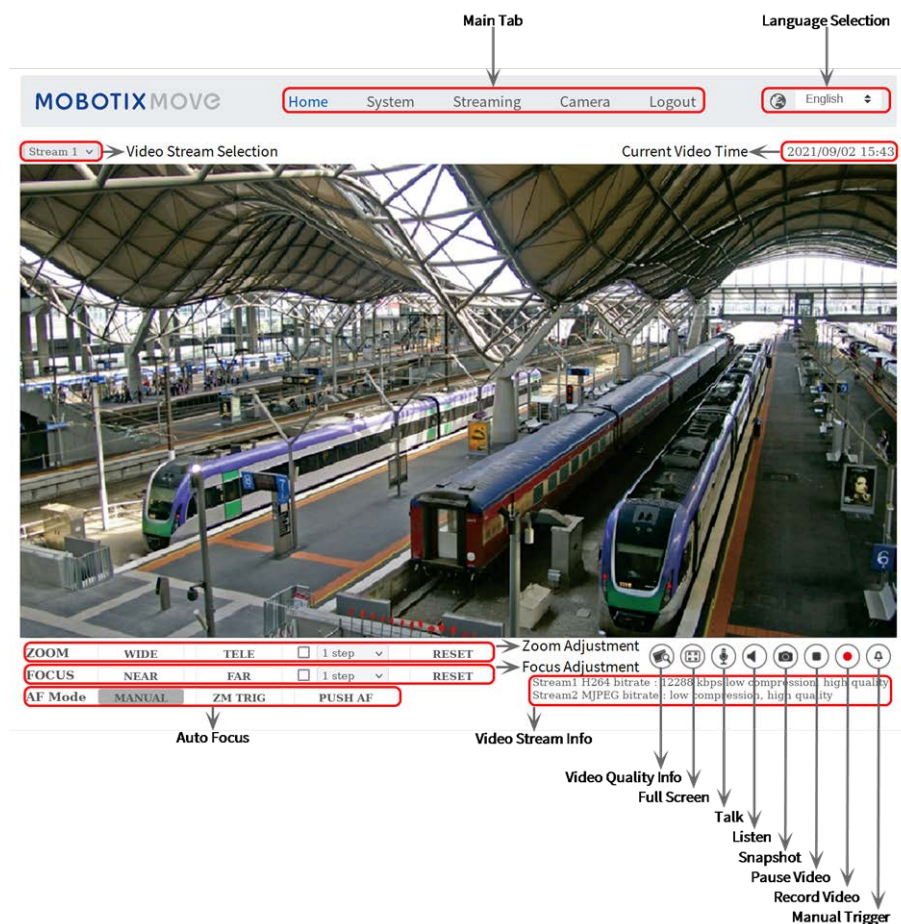 Main Tab Language Selection
MOBOTIX MOVE Home System Streaming Camera Logout English
Stream 1 Video Stream Selection Current Video Time 2021/09/02 15:43
8 7
6
ZOOM WIDE TELE 1 step RESET Zoom Adjustment
FOCUS NEAR FAR 1 step RESET Focus Adjustment
Stream1 H264 bitrate : 12288 kbps low compression, high quality
AF Mode MANUAL ZM TRIG PUSH AF Stream2 MJPEG bitrate : low compression, high quality
Auto Focus Video Stream Info
Video Quality Info
Full Screen
Talk
Listen
Snapshot
Pause Video
Record Video
Manual Trigger